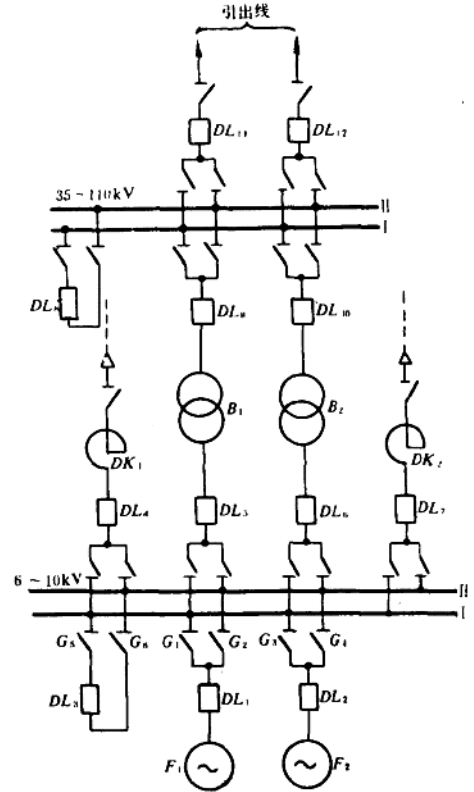 引出线
DL₁₁ DL₁₂
35~110kV II
I
DL₉ DL₁₀
B₁ B₂
DK₁ DK₂
DL₄ DL₅ DL₆ DL₇
6~10kV II
I
G₅ G₆ G₁ G₂ G₃ G₄
DL₃ DL₁ DL₂
F₁ ~ ~ F₂